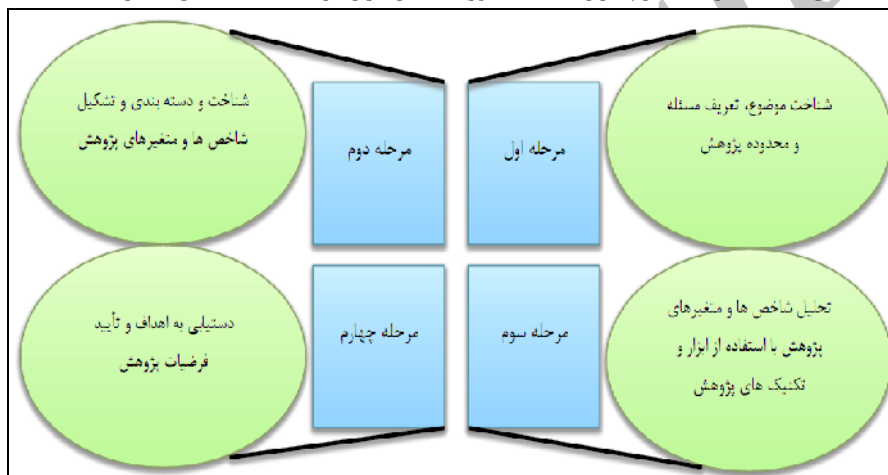 شناخت موضوع، تعریف مسئله
و محدوده پژوهش
مرحله اول
مرحله دوم
شناخت و دسته بندی و تشکیل
شاخص ها و متغیرهای پژوهش
تحلیل شاخص ها و متغیرهای
پژوهش با استفاده از ابزار و
تکنیک های پژوهش
مرحله سوم
مرحله چهارم
دستیابی به اهداف و تأیید
فرضیات پژوهش